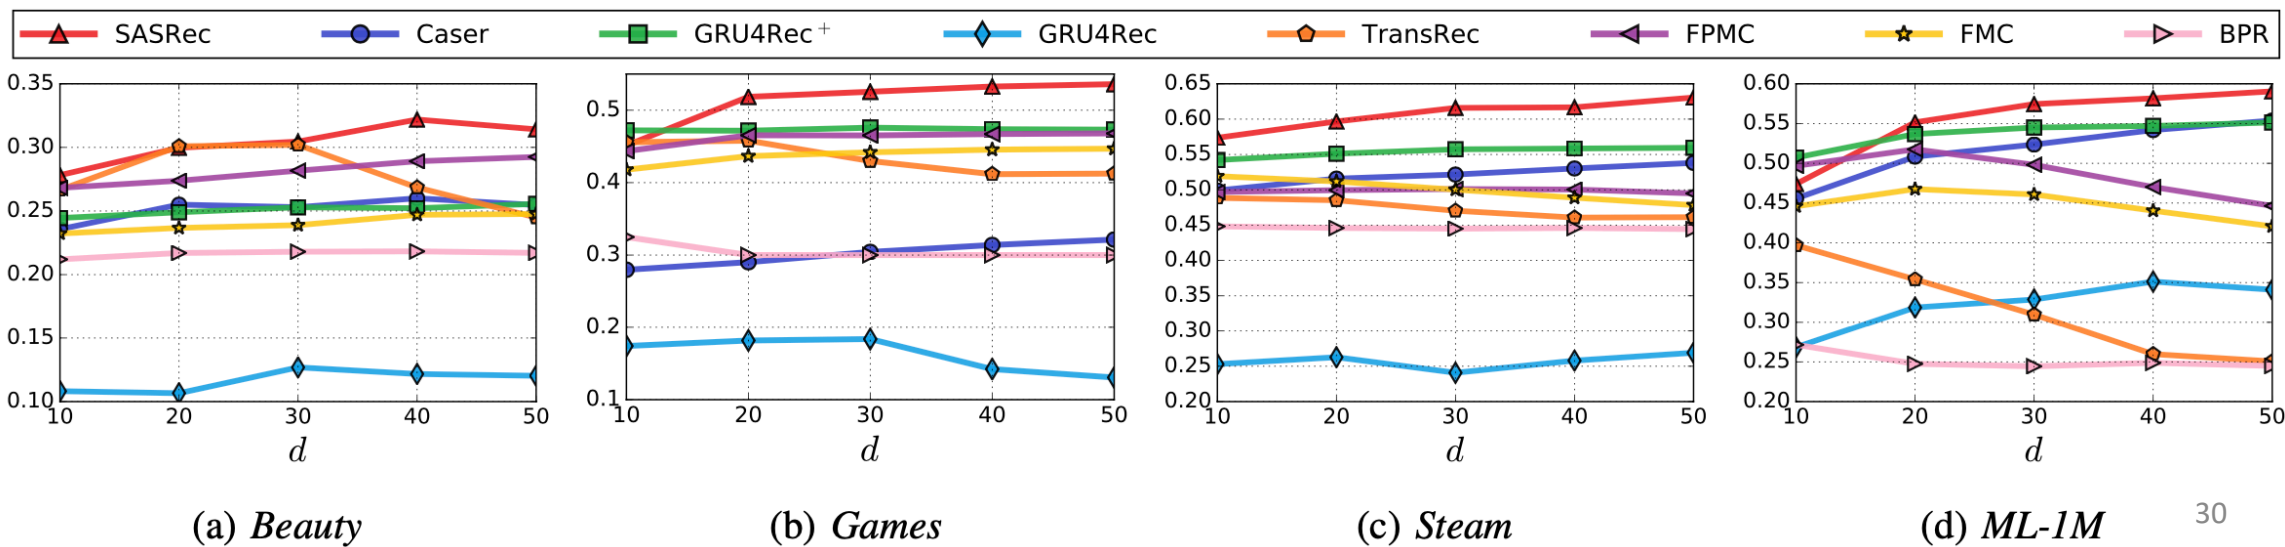 SASRec Caser GRU4Rec+ GRU4Rec TransRec FPMC FMC BPR
0.35
0.30
0.25
0.20
0.15
0.10
10 20 30 40 50
d
(a) Beauty
0.5
0.4
0.3
0.2
0.1
10 20 30 40 50
d
(b) Games
0.65
0.60
0.55
0.50
0.45
0.40
0.35
0.30
0.25
0.20
10 20 30 40 50
d
(c) Steam
0.60
0.55
0.50
0.45
0.40
0.35
0.30
0.25
0.20
10 20 30 40 50
d
(d) ML-1M
30